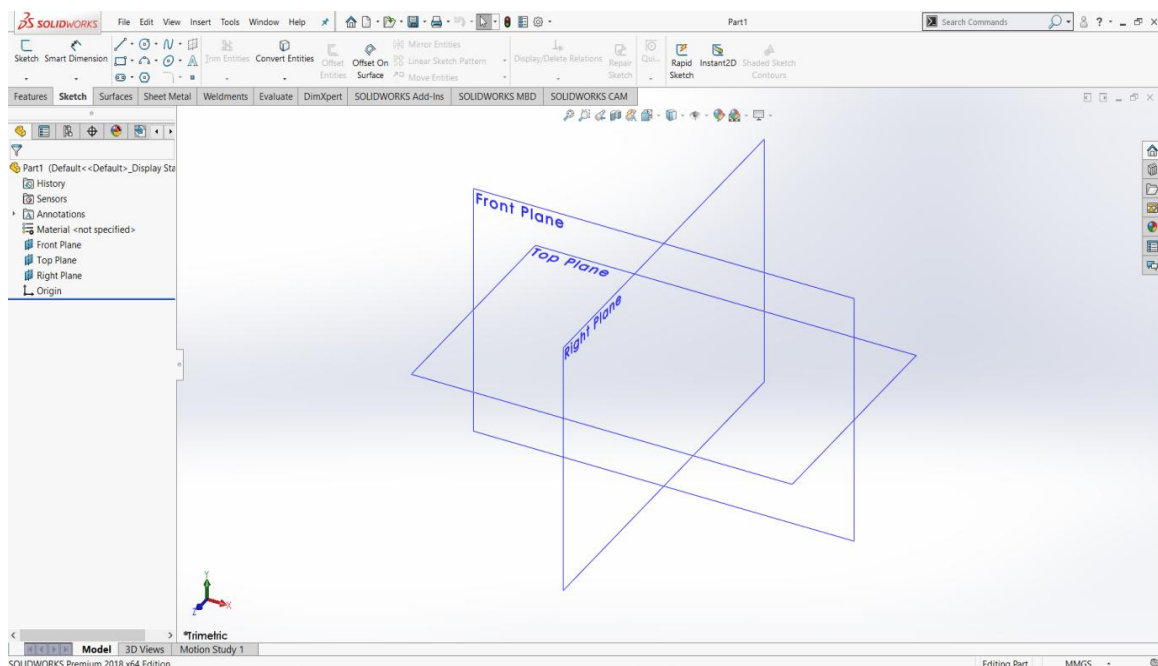 SOLIDWORKS File Edit View Insert Tools Window Help Part1 Search Commands
Sketch Smart Dimension Trim Entities Convert Entities Offset Entities Offset On Surface Mirror Entities Linear Sketch Pattern Move Entities Display/Delete Relations Repair Sketch Qui... Rapid Sketch Instant2D Shaded Sketch Contours
Features Sketch Surfaces Sheet Metal Weldments Evaluate DimXpert SOLIDWORKS Add-Ins SOLIDWORKS MBD SOLIDWORKS CAM
Part1 (Default<<Default>_Display Sta
History
Sensors
Annotations
Material <not specified>
Front Plane
Top Plane
Right Plane
Origin
Front Plane
Top Plane
Right Plane
Y
X
Z
*Trimetric
Model 3D Views Motion Study 1
SOLIDWORKS Premium 2018 x64 Edition Editing Part MMGS